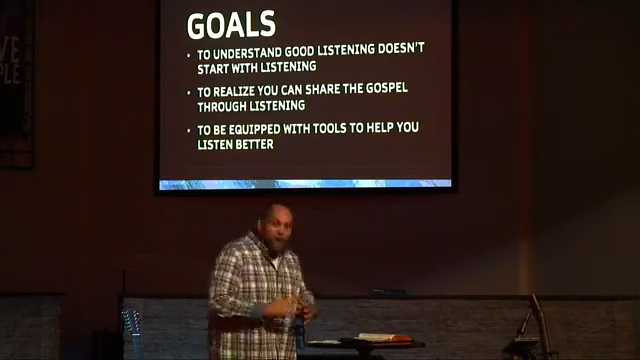 GOALS
• TO UNDERSTAND GOOD LISTENING DOESN'T
START WITH LISTENING
• TO REALIZE YOU CAN SHARE THE GOSPEL
THROUGH LISTENING
• TO BE EQUIPPED WITH TOOLS TO HELP YOU
LISTEN BETTER